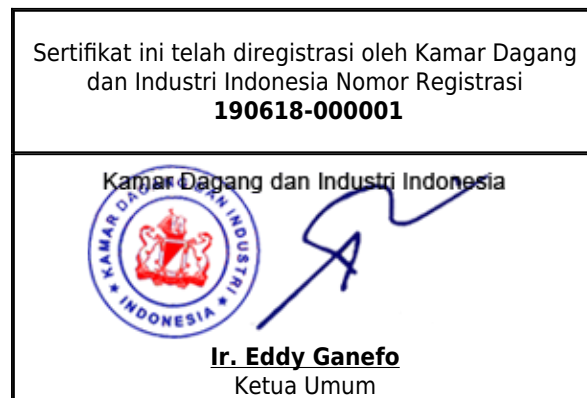 Sertifikat ini telah diregistrasi oleh Kamar Dagang
dan Industri Indonesia Nomor Registrasi
190618-000001
Kamar Dagang dan Industri Indonesia
KAMAR DAGANG DAN INDUSTRI
INDONESIA
Ir. Eddy Ganefo
Ketua Umum